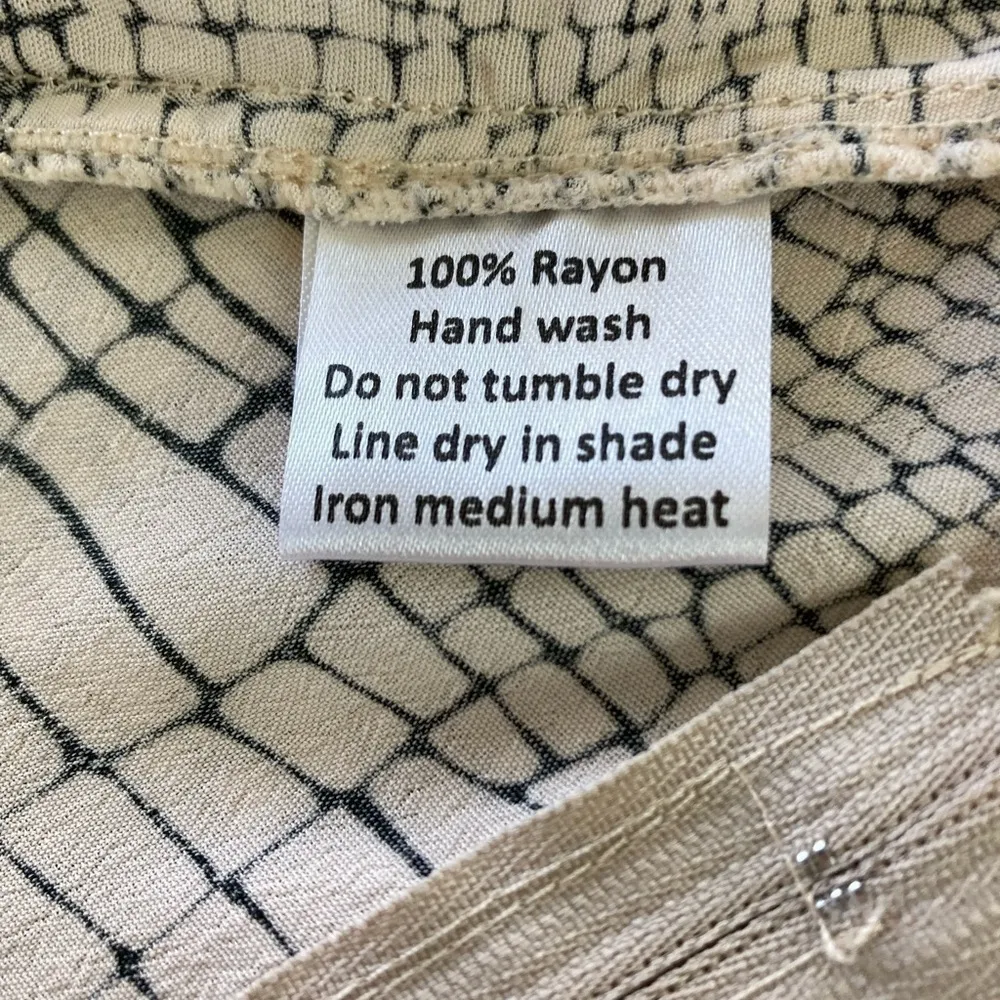 100% Rayon
Hand wash
Do not tumble dry
Line dry in shade
Iron medium heat